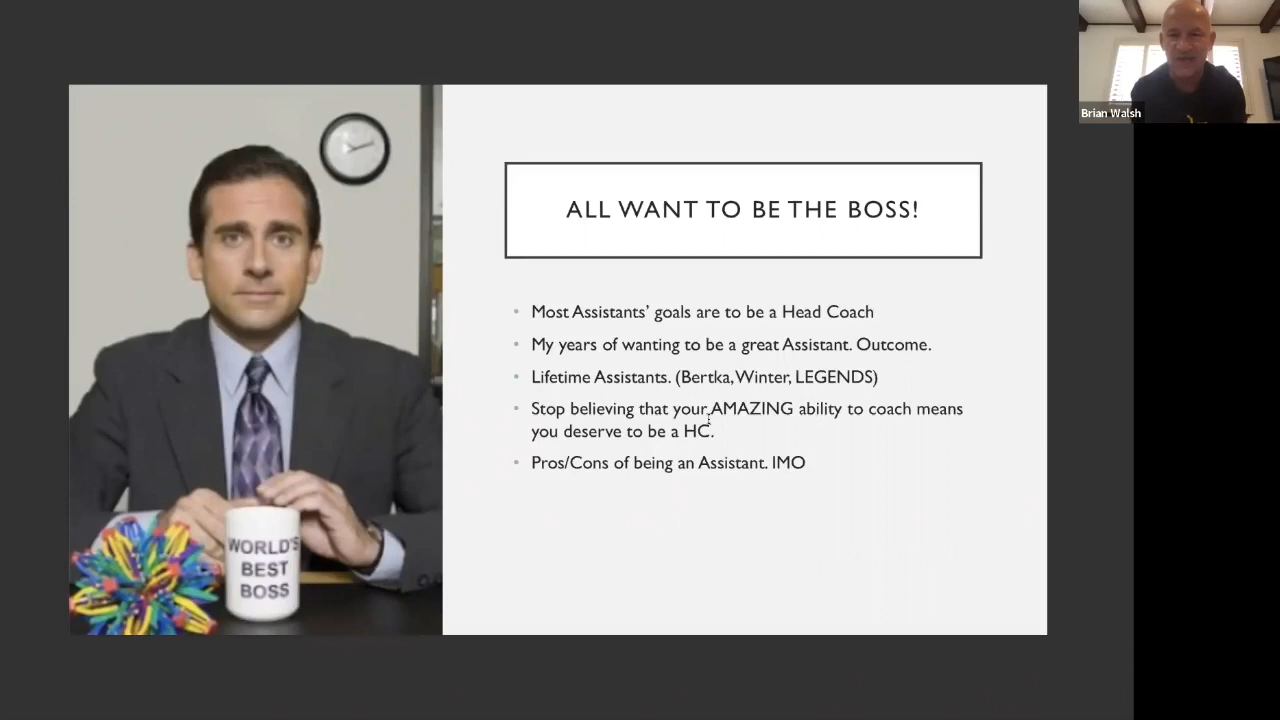 Brian Walsh
ALL WANT TO BE THE BOSS!
• Most Assistants’ goals are to be a Head Coach
• My years of wanting to be a great Assistant. Outcome.
• Lifetime Assistants. (Bertka, Winter, LEGENDS)
• Stop believing that your AMAZING ability to coach means
you deserve to be a HC.
• Pros/Cons of being an Assistant. IMO
WORLD'S
BEST
BOSS